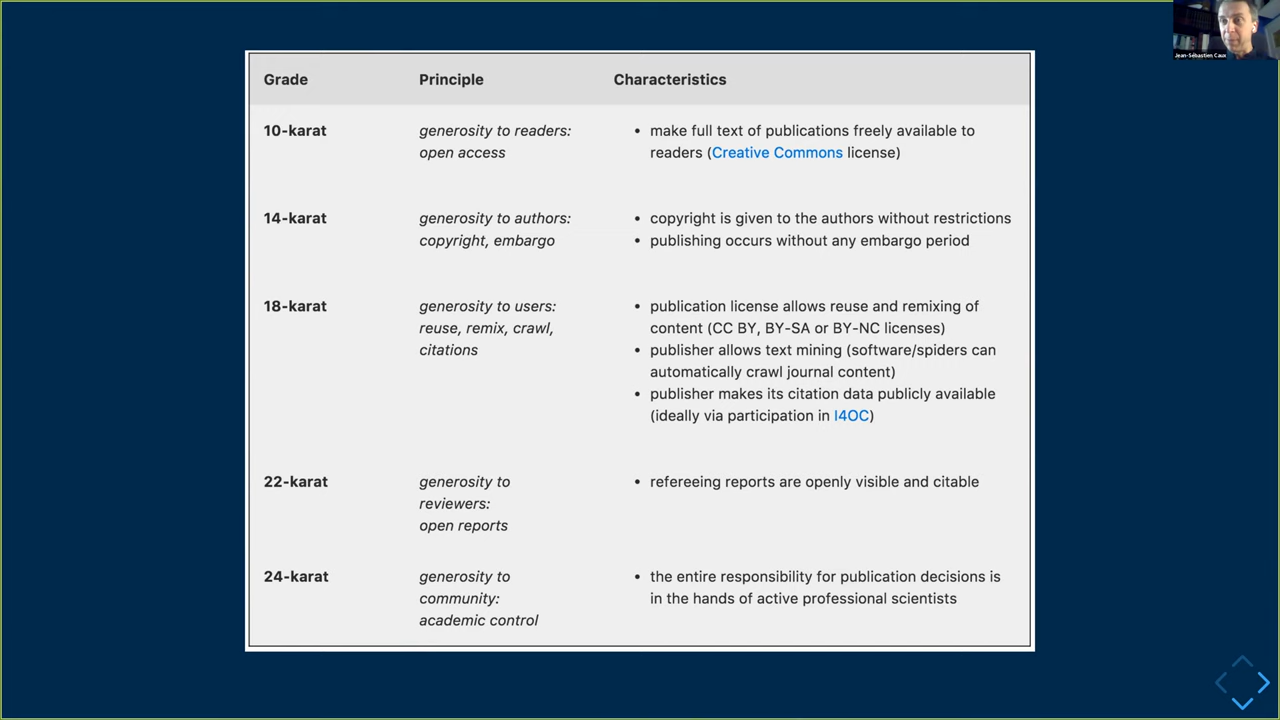 Jean-Sébastien Caux
Grade Principle Characteristics
10-karat
generosity to readers:
open access
• make full text of publications freely available to
readers (Creative Commons license)
14-karat
generosity to authors:
copyright, embargo
• copyright is given to the authors without restrictions
• publishing occurs without any embargo period
18-karat
generosity to users:
reuse, remix, crawl,
citations
• publication license allows reuse and remixing of
content (CC BY, BY-SA or BY-NC licenses)
• publisher allows text mining (software/spiders can
automatically crawl journal content)
• publisher makes its citation data publicly available
(ideally via participation in I4OC)
22-karat
generosity to
reviewers:
open reports
• refereeing reports are openly visible and citable
24-karat
generosity to
community:
academic control
• the entire responsibility for publication decisions is
in the hands of active professional scientists